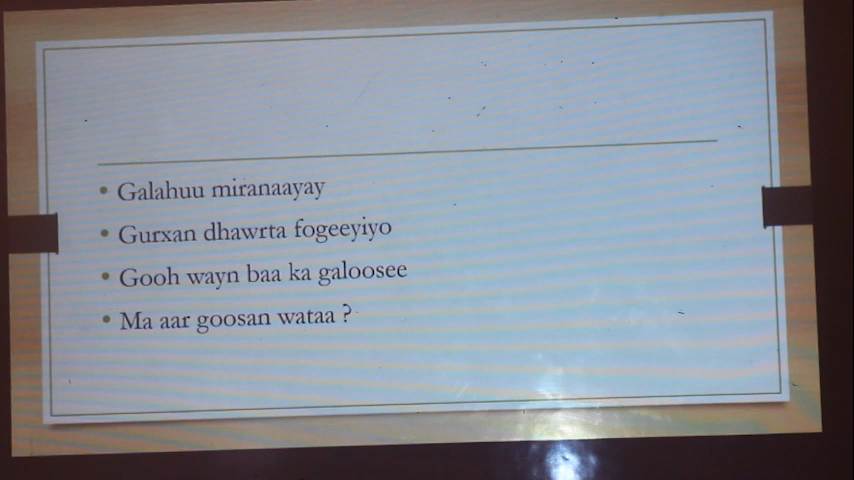 • Galahuu miranaayay
• Gurxan dhawrta fogeeyiyo
• Gooh wayn baa ka galoosee
• Ma aar goosan wataa ?